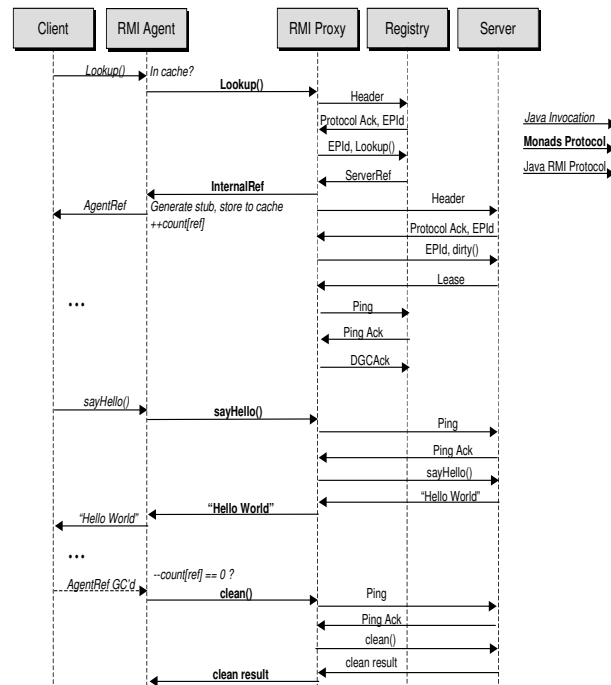 Client
RMI Agent
RMI Proxy
Registry
Server
Lookup()
In cache?
Lookup()
Header
Protocol Ack, EPId
Java Invocation
EPId, Lookup()
Monads Protocol
Java RMI Protocol
ServerRef
InternalRef
Header
AgentRef
Generate stub, store to cache
++count[ref]
Protocol Ack, EPId
EPId, dirty()
Lease
...
Ping
Ping Ack
DGCAck
sayHello()
sayHello()
Ping
Ping Ack
sayHello()
“Hello World”
“Hello World”
“Hello World”
...
--count[ref] == 0 ?
AgentRef GC'd
clean()
Ping
Ping Ack
clean()
clean result
clean result